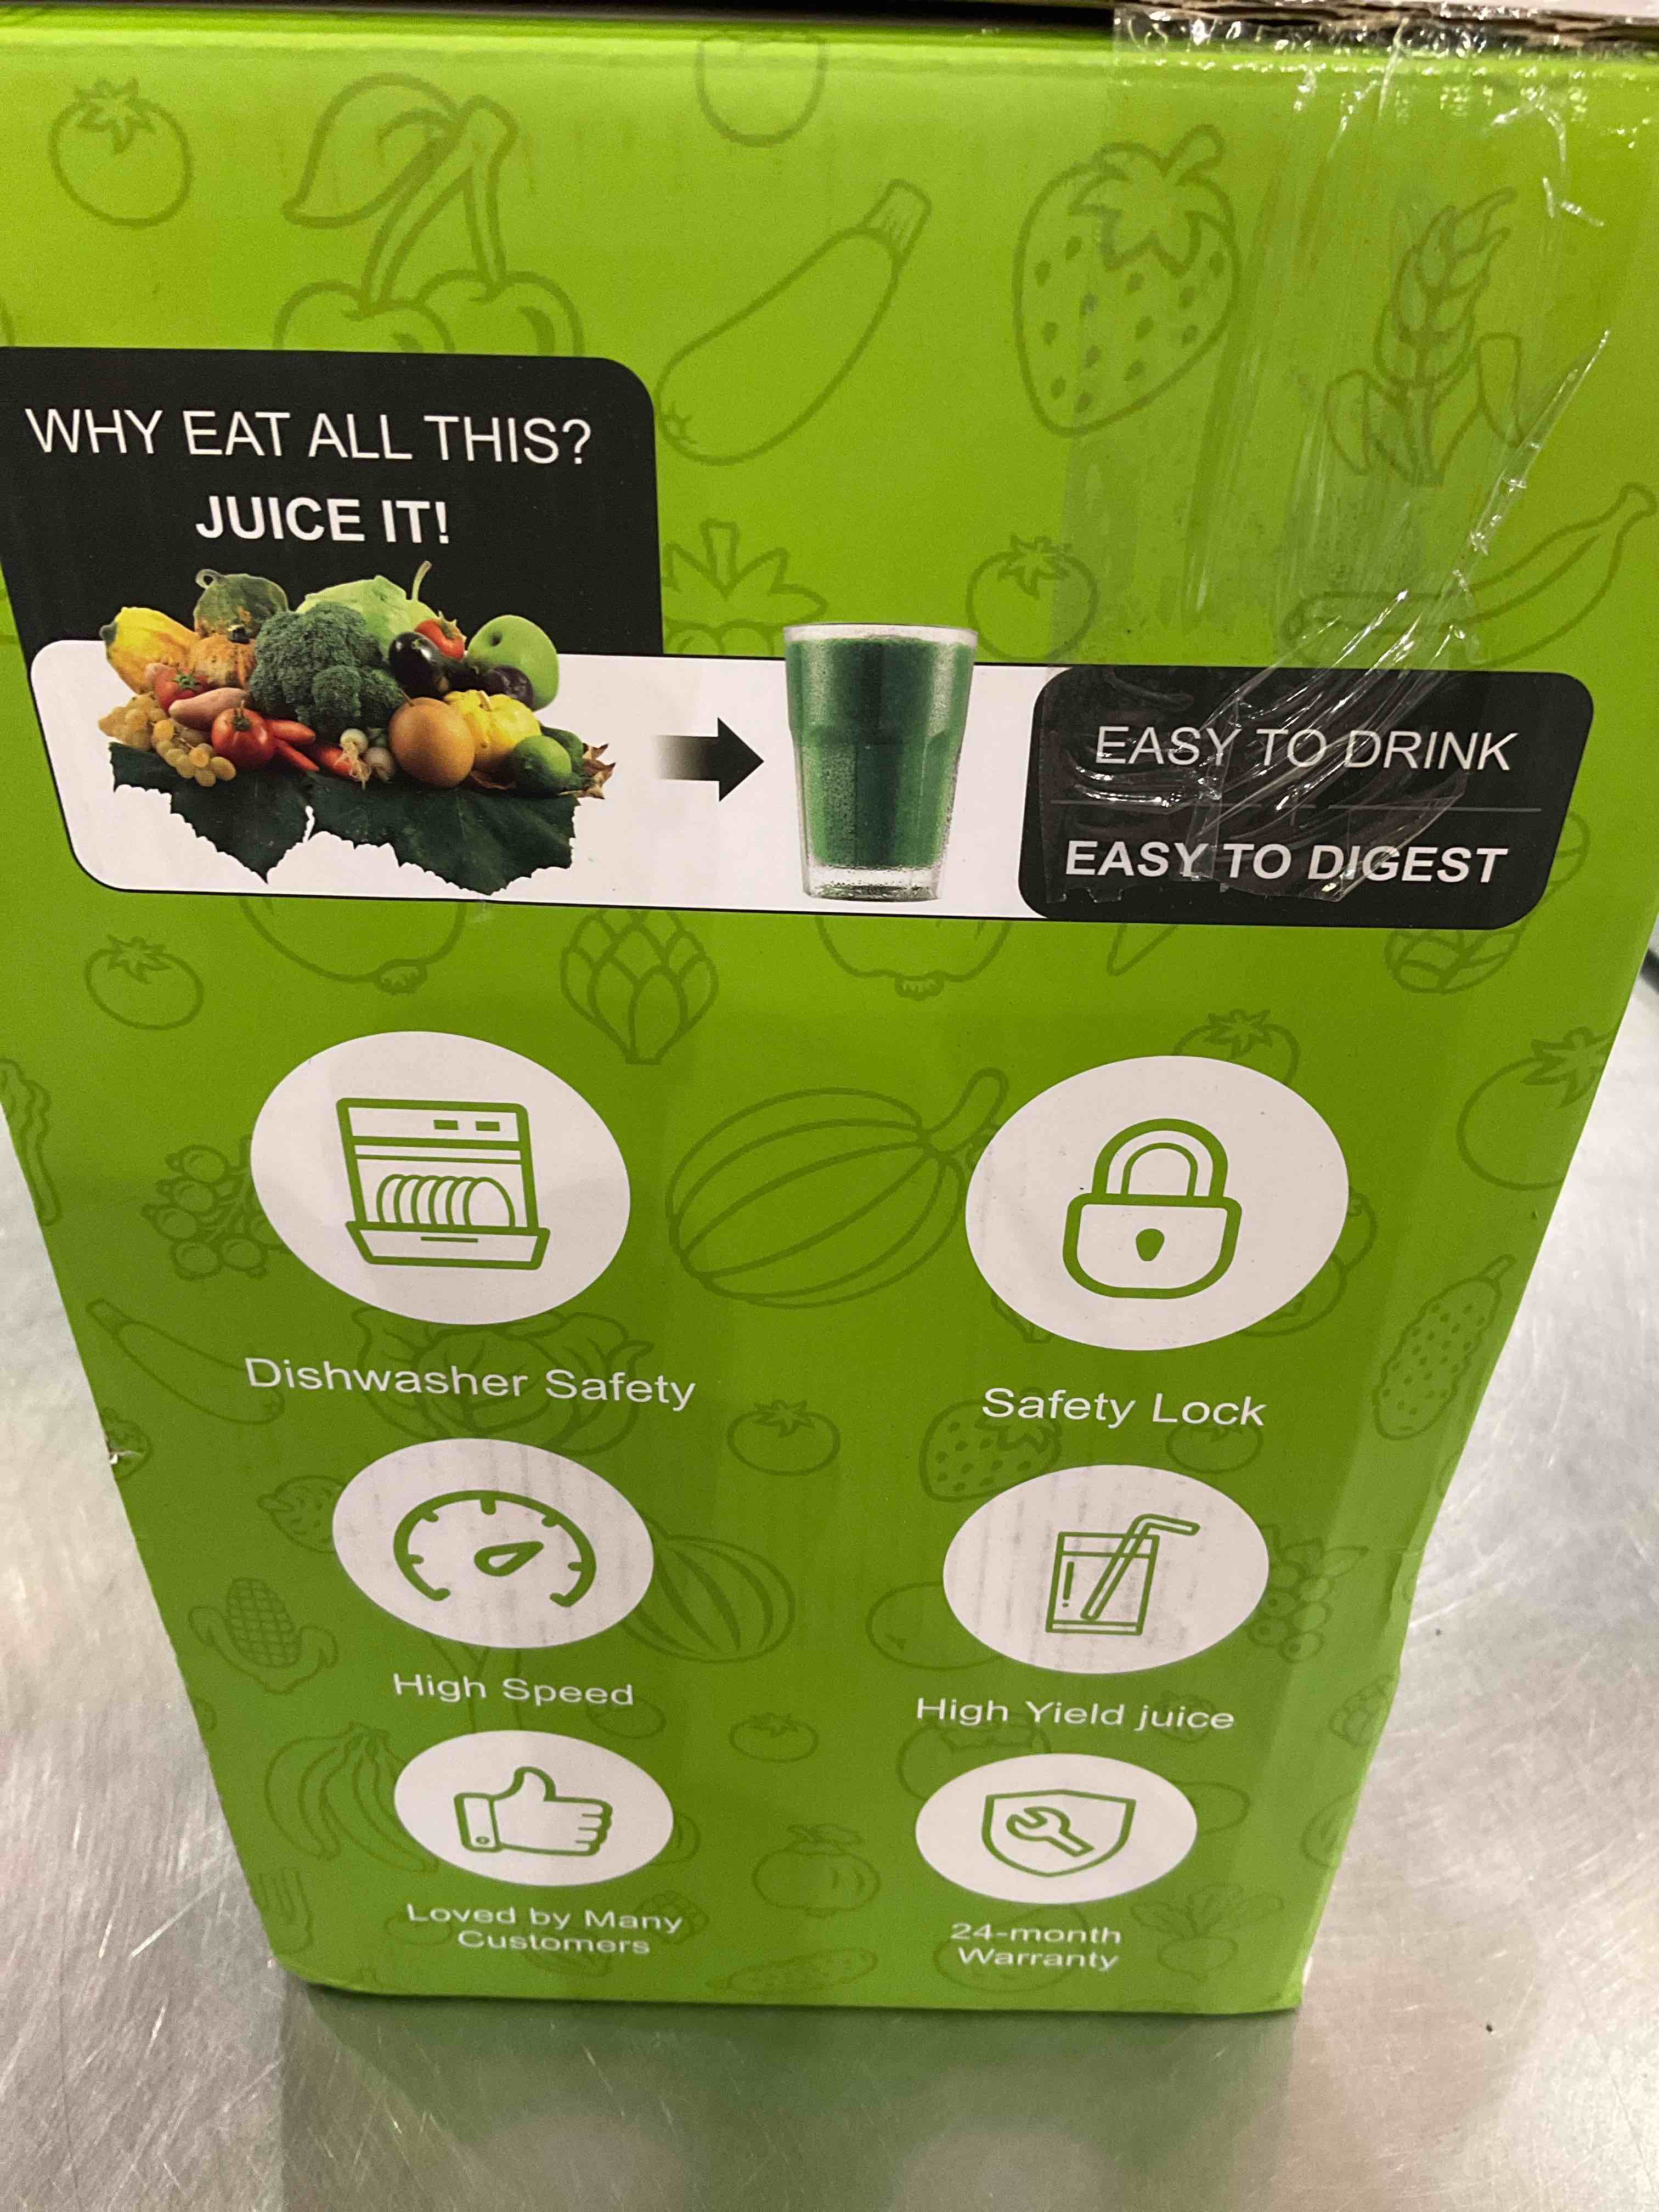 WHY EAT ALL THIS?
JUICE IT!
EASY TO DRINK
EASY TO DIGEST
Dishwasher Safety
Safety Lock
High Speed
High Yield juice
Loved by Many
Customers
24-month
Warranty